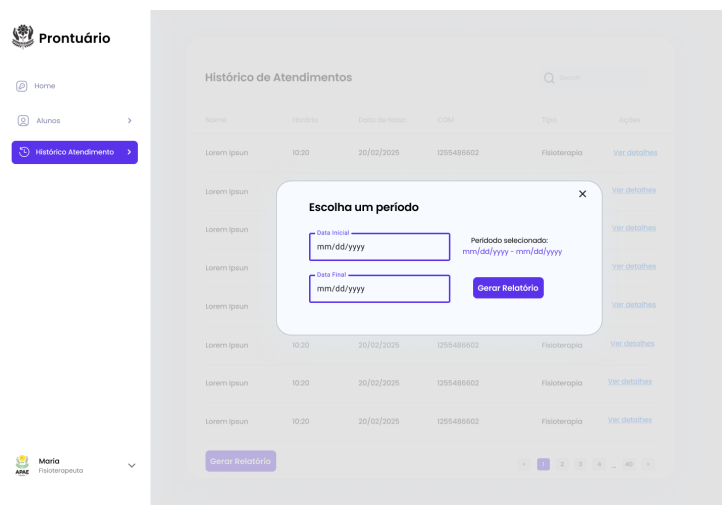 Prontuário
Home
Alunos
Histórico Atendimento
Maria
APAE Fisioterapeuta
Histórico de Atendimentos
Search
Nome Horário Data de Nasc. CGM Tipo Ações
Lorem Ipsun 10:20 20/02/2025 1255486602 Fisioterapia Ver detalhes
Lorem Ipsun Ver detalhes
Lorem Ipsun Ver detalhes
Lorem Ipsun Ver detalhes
Lorem Ipsun Ver detalhes
Lorem Ipsun 10:20 20/02/2025 1255486602 Fisioterapia Ver detalhes
Lorem Ipsun 10:20 20/02/2025 1255486602 Fisioterapia Ver detalhes
Lorem Ipsun 10:20 20/02/2025 1255486602 Fisioterapia Ver detalhes
Gerar Relatório
< 1 2 3 4 ... 40 >
Escolha um período
Data Inicial
mm/dd/yyyy
Data Final
mm/dd/yyyy
Perídodo selecionado:
mm/dd/yyyy - mm/dd/yyyy
Gerar Relatório